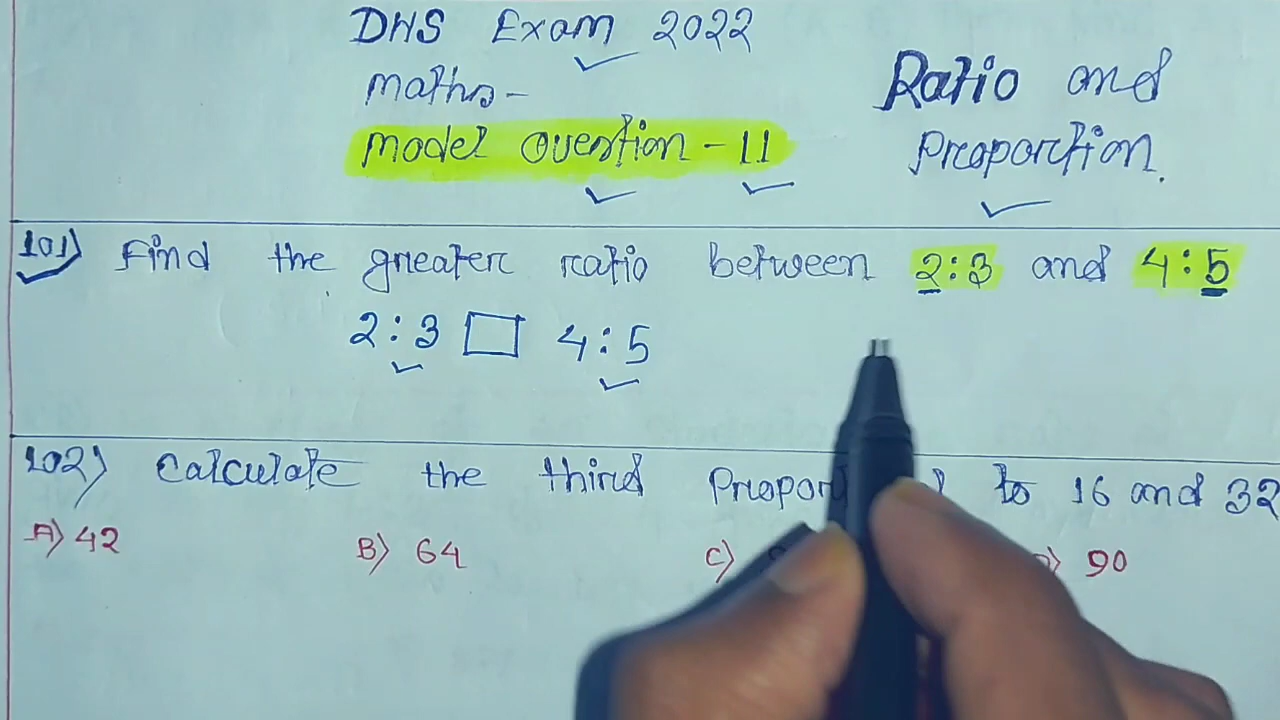 DHS Exam 2022
Maths-
Model Question - 11
Ratio and
Proportion.
101) Find the greater ratio between 2:3 and 4:5
2:3 □ 4:5
102) Calculate the third to 16 and 32
A) 42 B) 64 C) D) 90